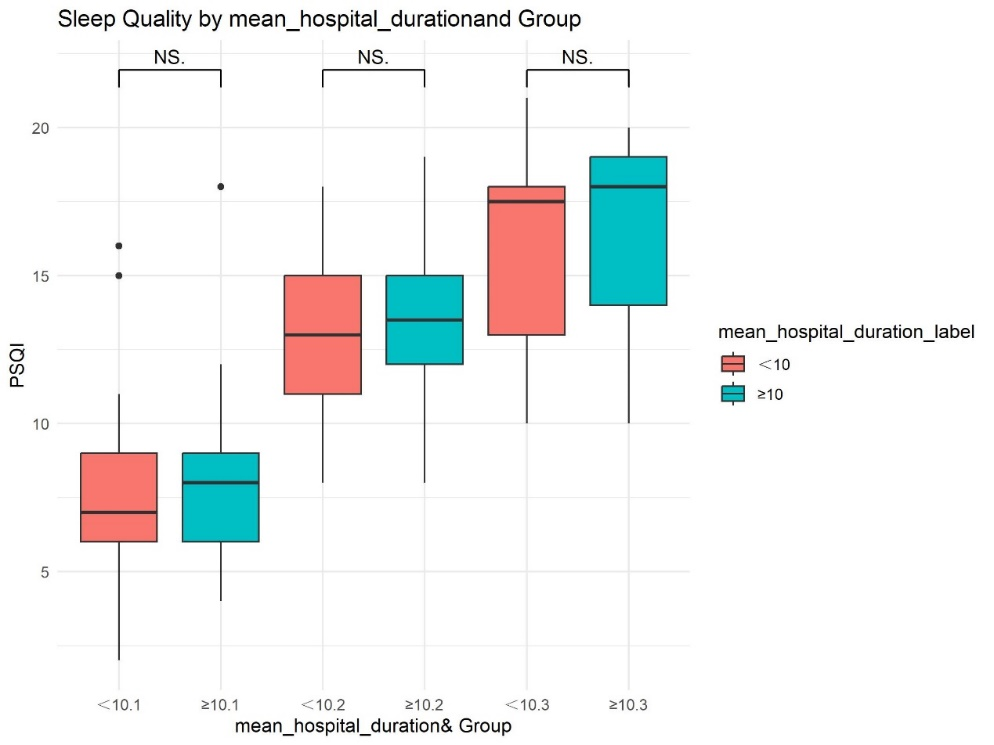 Sleep Quality by mean_hospital_durationand Group
NS. NS. NS.
20
15
10
5
PSQI
<10.1 ≥10.1 <10.2 ≥10.2 <10.3 ≥10.3
mean_hospital_duration& Group
mean_hospital_duration_label
<10
≥10